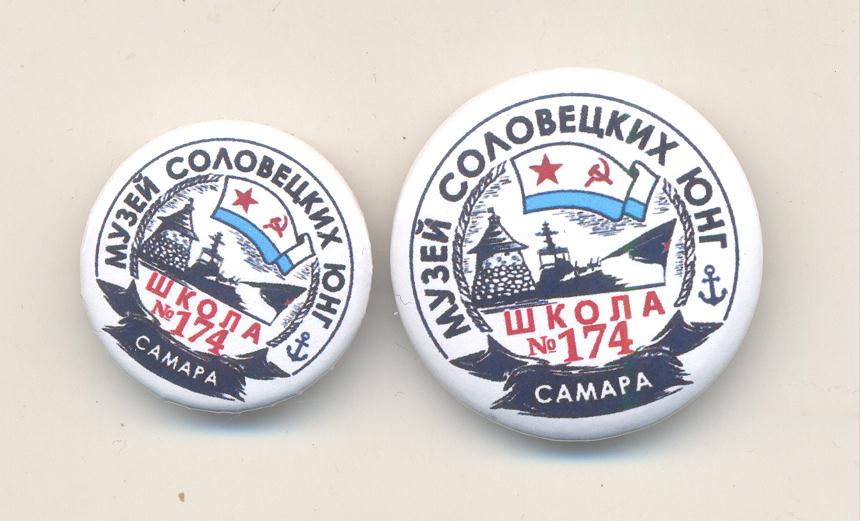 МУЗЕЙ СОЛОВЕЦКИХ ЮНГ
ШКОЛА
№174
САМАРА
МУЗЕЙ СОЛОВЕЦКИХ ЮНГ
ШКОЛА
№174
САМАРА